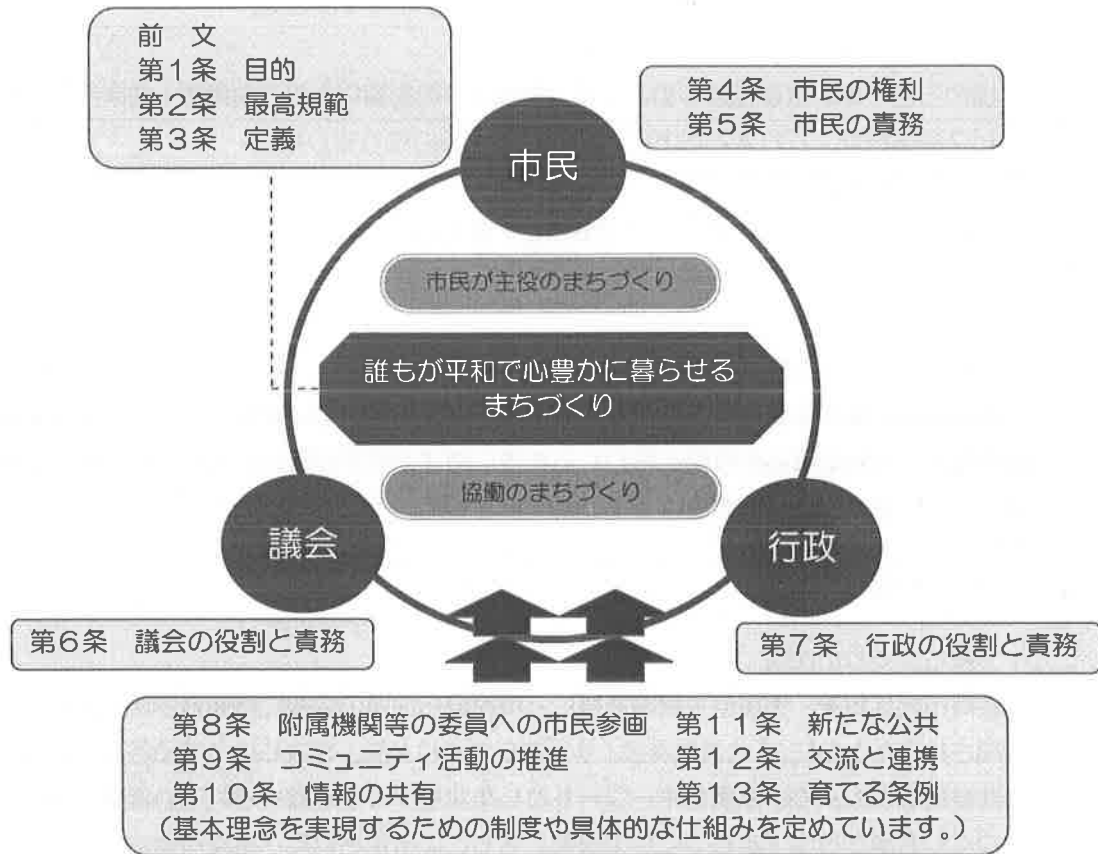 前　文
第１条　目的
第２条　最高規範
第３条　定義
第４条　市民の権利
第５条　市民の責務
市民
市民が主役のまちづくり
誰もが平和で心豊かに暮らせる
まちづくり
協働のまちづくり
議会
行政
第６条　議会の役割と責務
第７条　行政の役割と責務
第８条　附属機関等の委員への市民参画　第１１条　新たな公共
第９条　コミュニティ活動の推進　第１２条　交流と連携
第１０条　情報の共有　第１３条　育てる条例
（基本理念を実現するための制度や具体的な仕組みを定めています。）